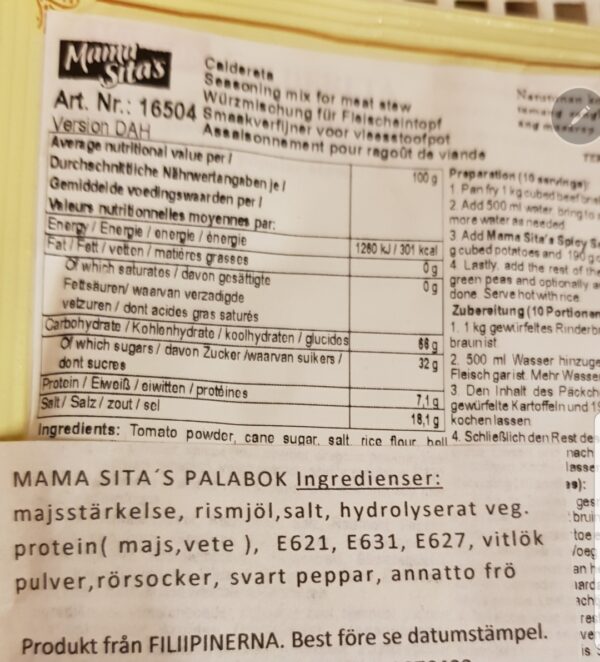 Mama
Sita's
Caldereta
Seasoning mix for meat stew
Art. Nr.: 16504 Würzmischung für Fleischeintopf
Version DAH Smaakverfijner voor vleesstoofpot
Assaisonnement pour ragoût de viande
Average nutritional value per /
Durchschnittliche Nährwertangaben je /
Gemiddelde voedingswaarden per /
Valeurs nutritionnelles moyennes par:
100 g
Energy / Energie / energie / énergie 1260 kJ / 301 kcal
Fat / Fett / vetten / matières grasses 0 g
Of which saturates / davon gesättigte 0 g
Fettsäuren/ waarvan verzadigde
vetzuren / dont acides gras saturés
Carbohydrate / Kohlenhydrate / koolhydraten / glucides 68 g
Of which sugars / davon Zucker /waarvan suikers / 32 g
dont sucres
Protein / Eiweiß / eiwitten / protéines 7,1 g
Salt / Salz / zout / sel 18,1 g
Ingredients: Tomato powder, cane sugar, salt, rice flour, bell
Preparation (10 servings):
1. Pan fry 1 kg cubed beef
2. Add 500 ml water, bring to
more water as needed
3 Add Mama Sita's Spicy
g cubed potatoes and 190 g
4 Lastly, add the rest of the
green peas and optionally
done. Serve hot with rice
Zubereitung (10 Portionen
1. 1 kg gewürfeltes Rinder
braun ist
2. 500 ml Wasser hinzuge
Fleisch gar ist. Mehr Wasse
3. Den Inhalt des Päckch
gewürfelte Kartoffeln und 19
kochen lassen
4. Schließlich den Rest de
nach
lasse
MAMA SITA´S PALABOK Ingredienser:
majsstärkelse, rismjöl,salt, hydrolyserat veg.
protein( majs,vete ), E621, E631, E627, vitlök
pulver,rörsocker, svart peppar, annatto frö
Produkt från FILIIPINERNA. Best före se datumstämpel.